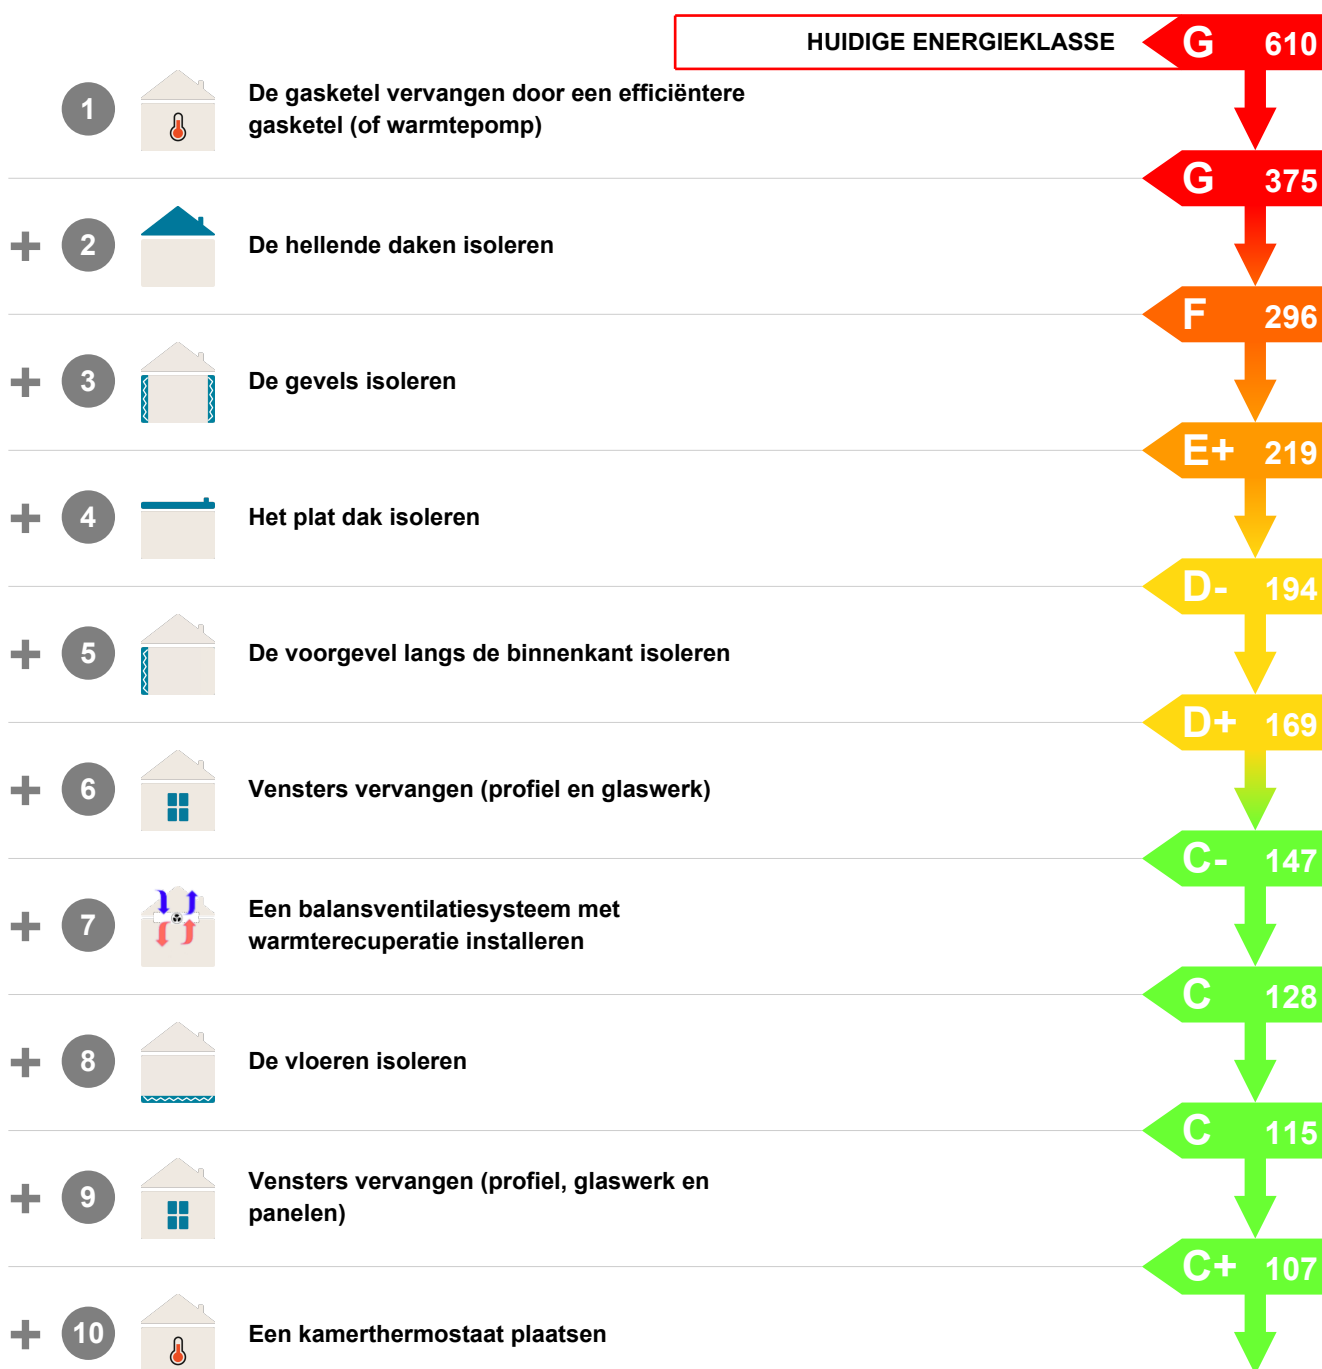 HUIDIGE ENERGIEKLASSE G 610
1 De gasketel vervangen door een efficiëntere
gasketel (of warmtepomp)
G 375
+ 2 De hellende daken isoleren
F 296
+ 3 De gevels isoleren
E+ 219
+ 4 Het plat dak isoleren
D- 194
+ 5 De voorgevel langs de binnenkant isoleren
D+ 169
+ 6 Vensters vervangen (profiel en glaswerk)
C- 147
+ 7 Een balansventilatiesysteem met
warmterecuperatie installeren
C 128
+ 8 De vloeren isoleren
C 115
+ 9 Vensters vervangen (profiel, glaswerk en
panelen)
C+ 107
+ 10 Een kamerthermostaat plaatsen